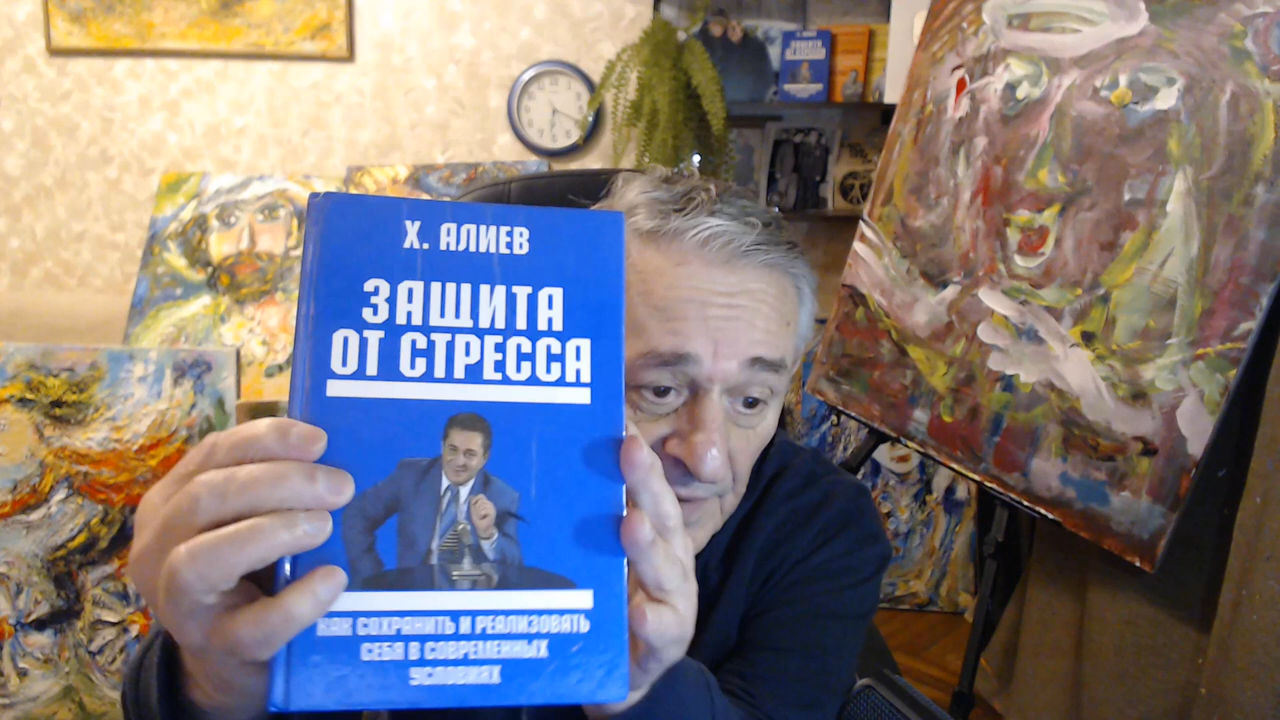 Х. АЛИЕВ
ЗАЩИТА
ОТ СТРЕССА
КАК СОХРАНИТЬ И РЕАЛИЗОВАТЬ
СЕБЯ В СОВРЕМЕННЫХ
УСЛОВИЯХ